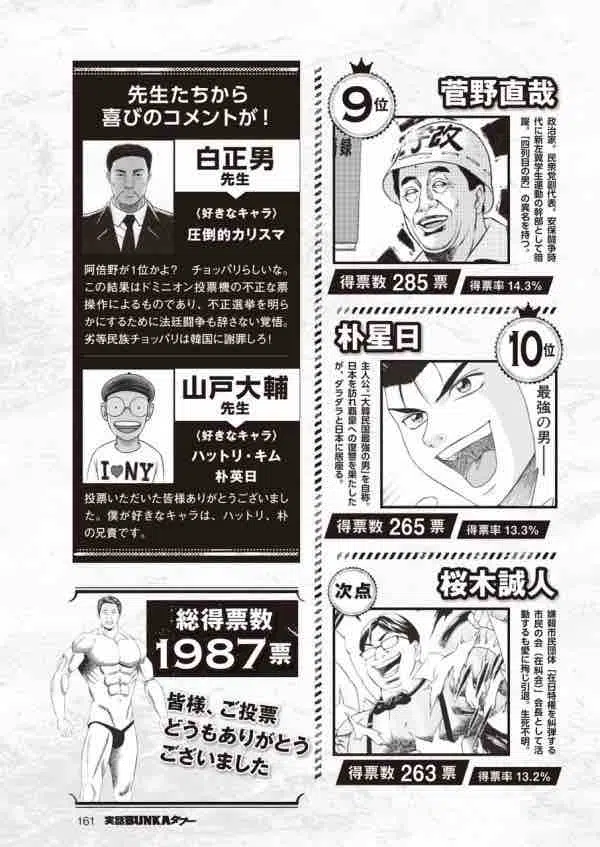 先生たちから
喜びのコメントが!
白正男
先生
〈好きなキャラ〉
圧倒的カリスマ
阿倍野が1位かよ? チョッパリらしいな。
この結果はドミニオン投票機の不正な票
操作によるものであり、不正選挙を明ら
かにするために法廷闘争も辞さない覚悟。
劣等民族チョッパリは韓国に謝罪しろ!
山戸大輔
先生
〈好きなキャラ〉
ハットリ・キム
朴英日
I♥NY
投票いただいた皆様ありがとうございまし
た。僕が好きなキャラは、ハットリ、朴
の兄貴です。
総得票数
1987票
皆様、ご投票
どうもありがとう
ございました
9位
菅野直哉
政治家。民衆党副代表。安保闘争時
代に新左翼学生運動の幹部として暗
躍。「四列目の男」の異名を持つ。
録
得票数 285票
得票率 14.3%
朴星日
10位
最強の男──
主人公。「大韓民国最強の男」を自称。
日本を訪れ覇皇への復讐を果たした
が、ダラダラと日本に居座る。
得票数 265票
得票率 13.3%
次点
桜木誠人
嫌韓市民団体「在日特権を糾弾する
市民の会(在糾会)」会長として活
動するも愛に殉じ引退。生死不明。
得票数 263票
得票率 13.2%
161 実話BUNKAタブー